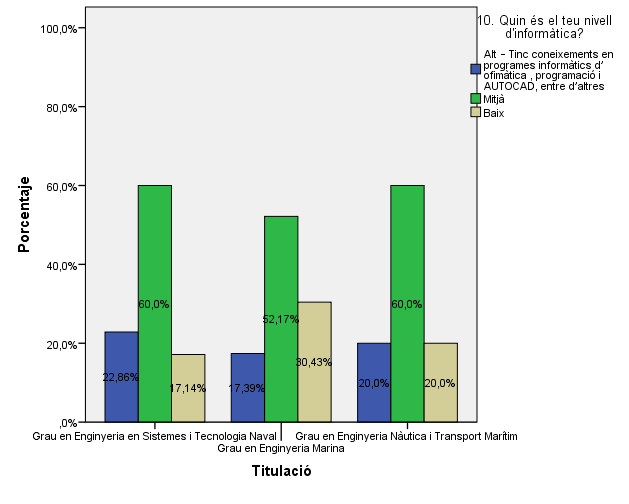 10. Quin és el teu nivell
d'informàtica?
Alt - Tinc coneixements en
programes informàtics d'
ofimàtica , programació i
AUTOCAD, entre d'altres
Mitjà
Baix
Porcentaje
100,0%
80,0%
60,0%
40,0%
20,0%
,0%
22,86%
60,0%
17,14%
17,39%
52,17%
30,43%
20,0%
60,0%
20,0%
Grau en Enginyeria en Sistemes i Tecnologia Naval
Grau en Enginyeria Marina
Grau en Enginyeria Nàutica i Transport Marítim
Titulació